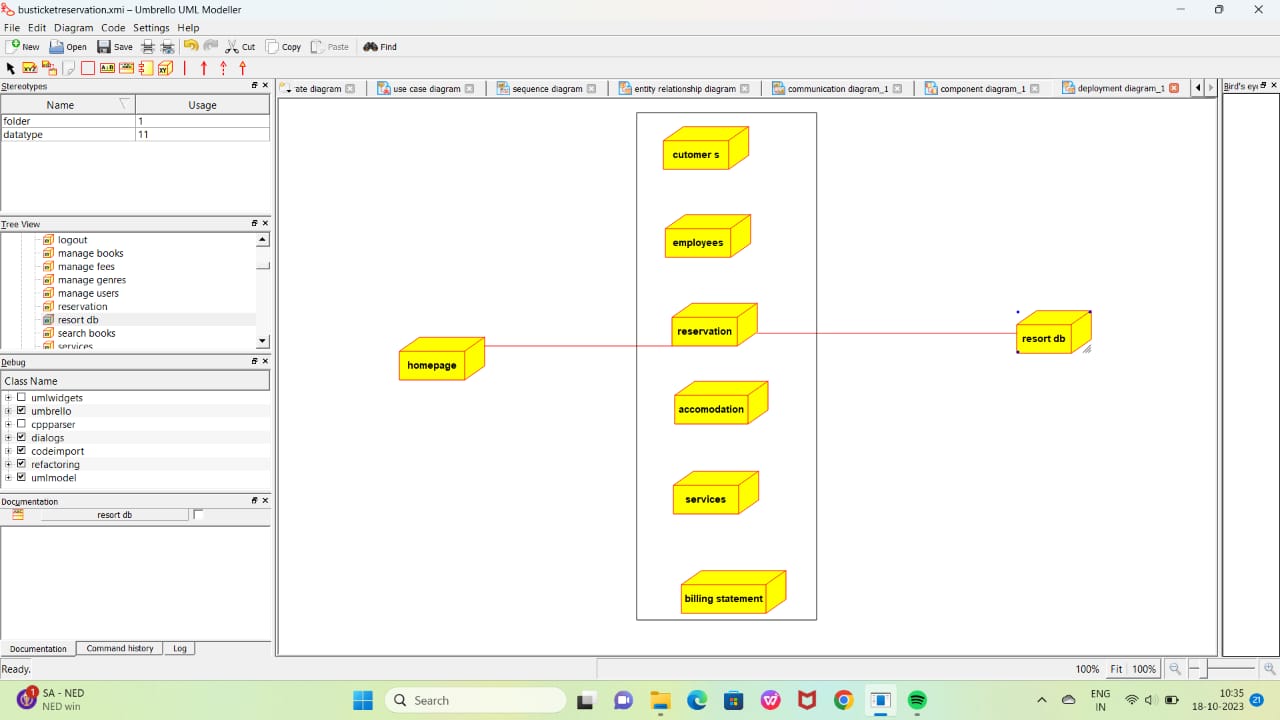 busticketreservation.xmi – Umbrello UML Modeller
File Edit Diagram Code Settings Help
New Open Save Cut Copy Paste Find
Stereotypes
Name Usage
folder 1
datatype 11
ate diagram use case diagram sequence diagram entity relationship diagram communication diagram_1 component diagram_1 deployment diagram_1
Bird's eye
Tree View
logout
manage books
manage fees
manage genres
manage users
reservation
resort db
search books
services
Debug
Class Name
umlwidgets
umbrello
cppparser
dialogs
codeimport
refactoring
umlmodel
Documentation
resort db
Documentation Command history Log
cutomer s
employees
reservation
homepage
resort db
accomodation
services
billing statement
Ready.
100% Fit 100%
1
SA - NED
NED win
Search
ENG
IN
10:35
18-10-2023
21